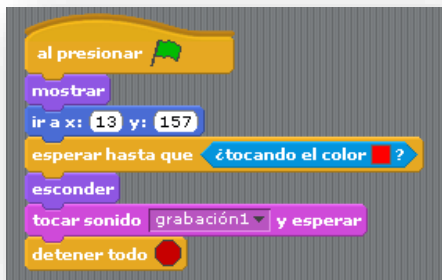 al presionar
mostrar
ir a x: 13 y: 157
esperar hasta que ¿tocando el color ?
esconder
tocar sonido grabación1 y esperar
detener todo